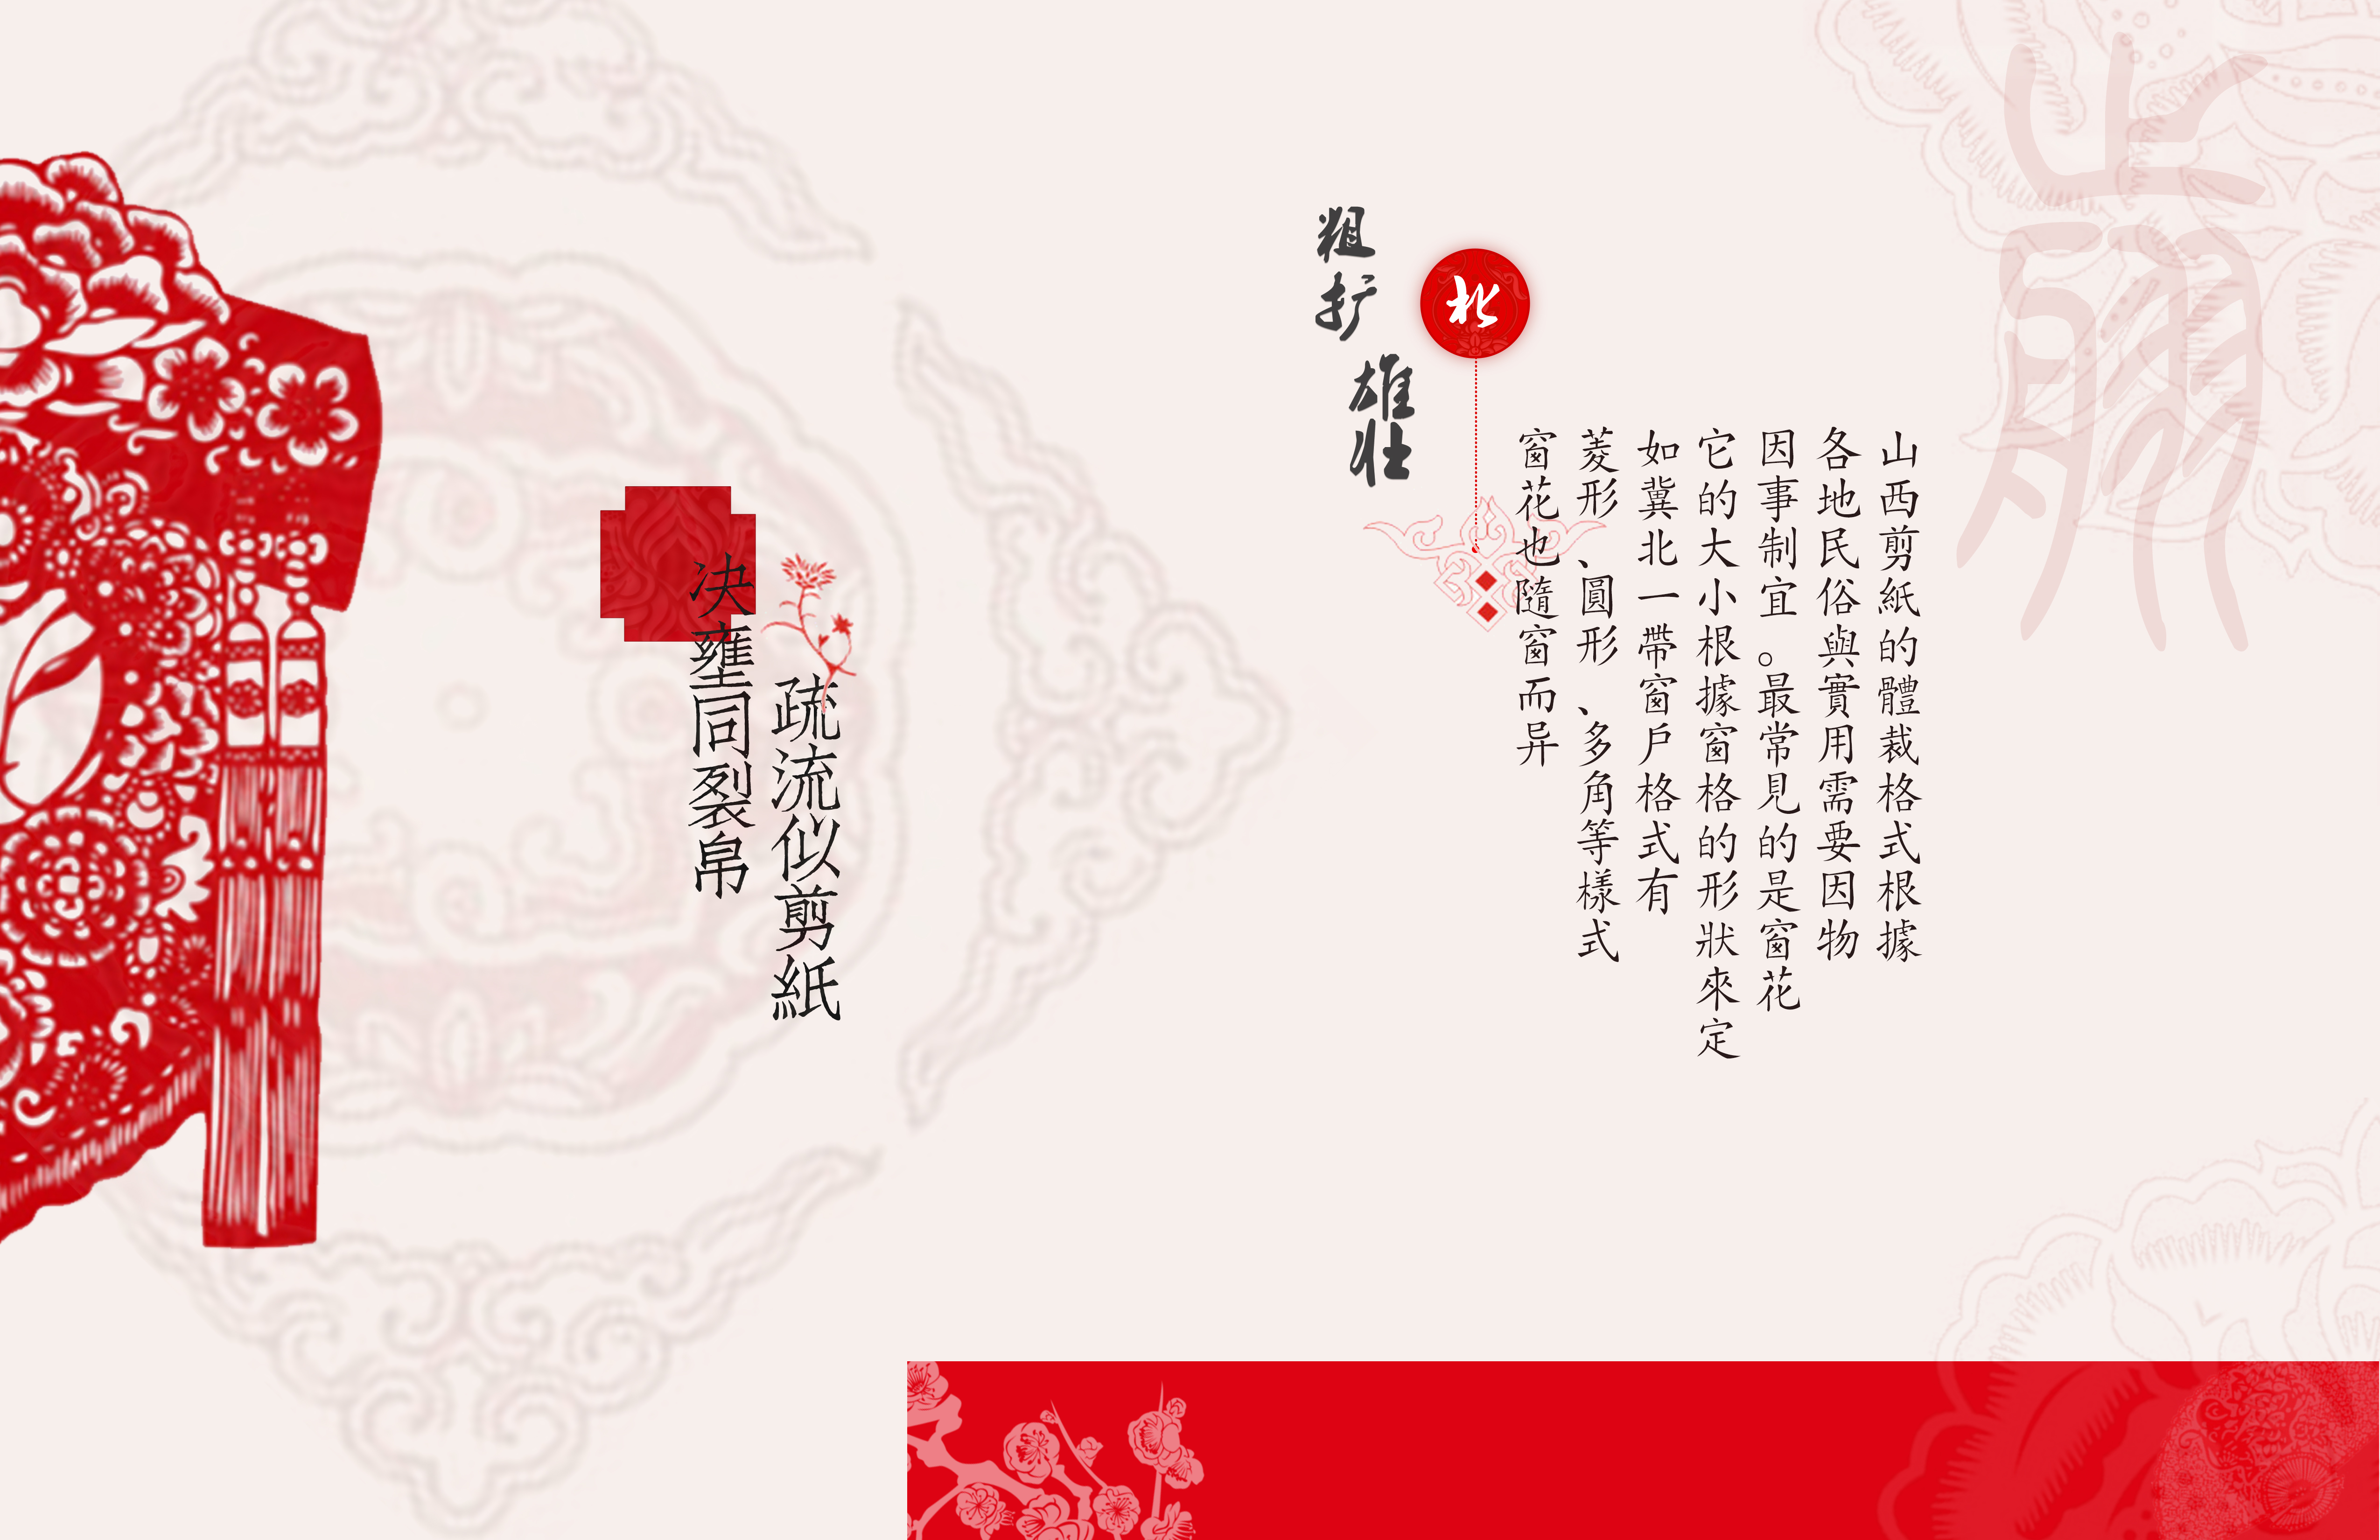 山西剪紙的體裁格式根據
各地民俗與實用需要因物
因事制宜。最常見的是窗花
它的大小根據窗格的形狀來定
如冀北一帶窗戶格式有
菱形、圓形、多角等樣式
窗花也隨窗而异
北
粗扩
雄壮
疏流似剪紙
决壅同裂帛